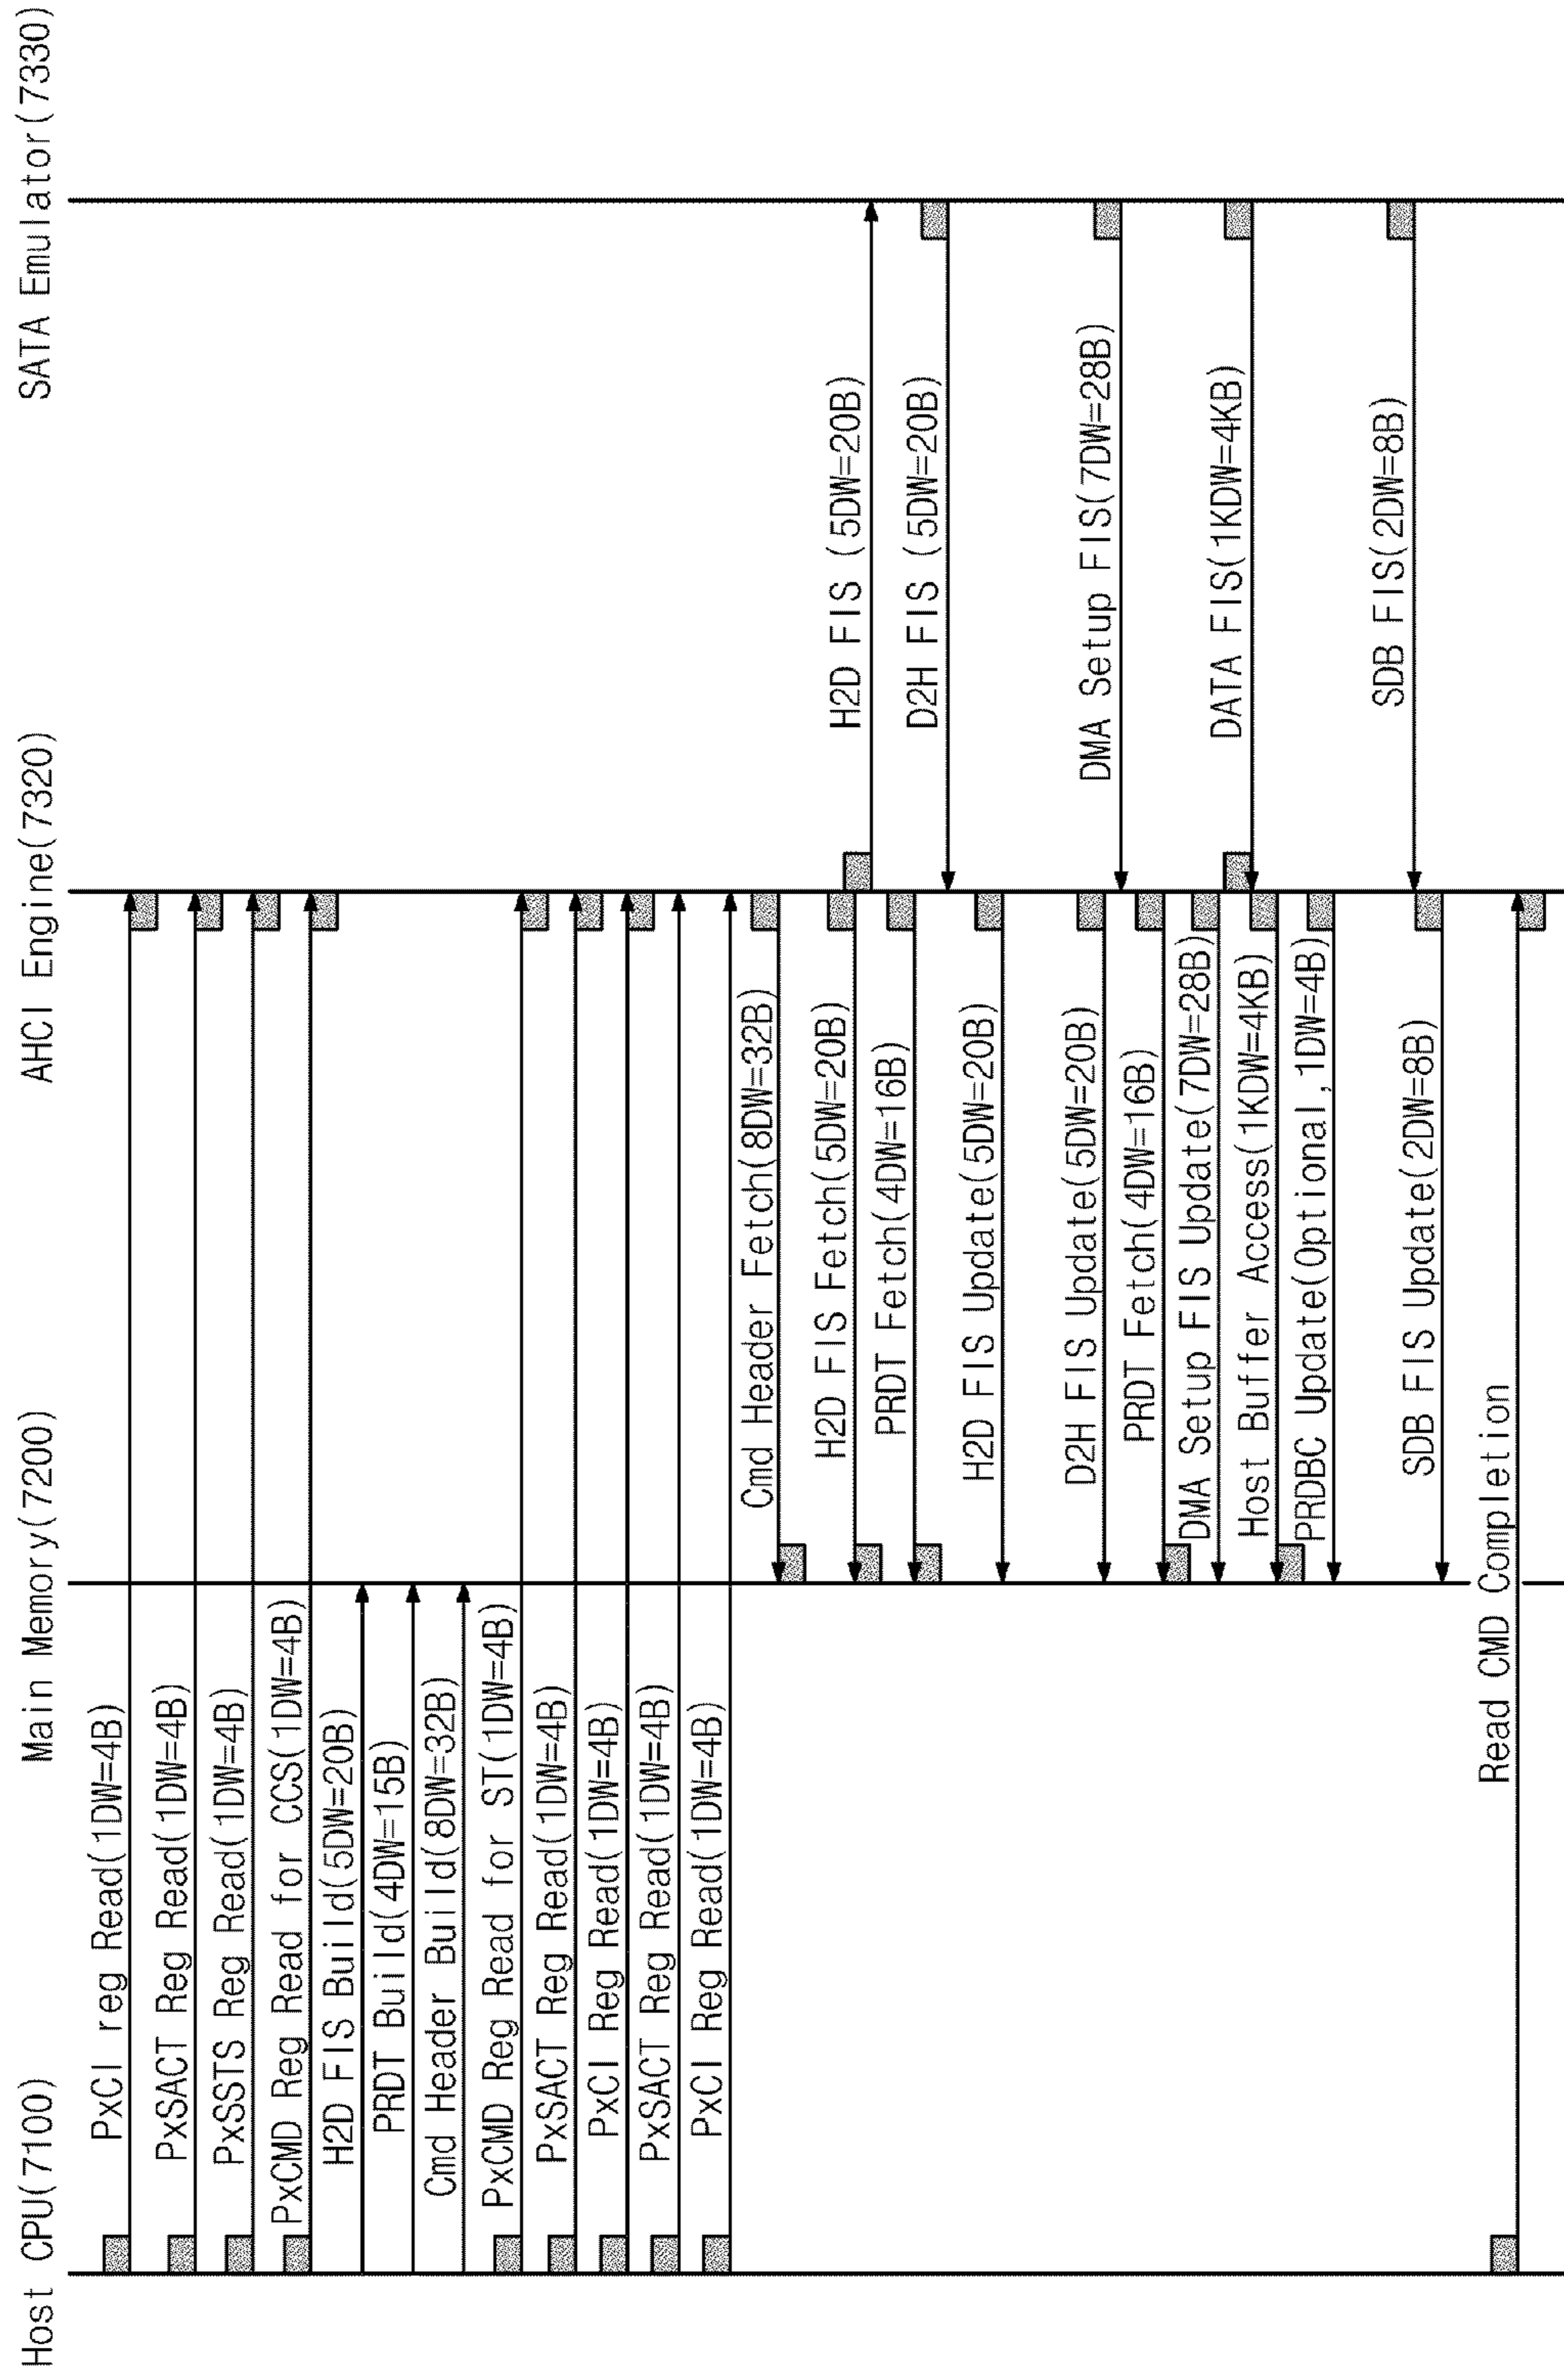 Host CPU(7100)
Main Memory(7200)
AHCI Engine(7320)
SATA Emulator(7330)
PxCI reg Read(1DW=4B)
PxSACT Reg Read(1DW=4B)
PxSSTS Reg Read(1DW=4B)
PxCMD Reg Read for CCS(1DW=4B)
H2D FIS Build(5DW=20B)
PRDT Build(4DW=15B)
Cmd Header Build(8DW=32B)
PxCMD Reg Read for ST(1DW=4B)
PxSACT Reg Read(1DW=4B)
PxCI Reg Read(1DW=4B)
PxSACT Reg Read(1DW=4B)
PxCI Reg Read(1DW=4B)
Cmd Header Fetch(8DW=32B)
H2D FIS Fetch(5DW=20B)
H2D FIS (5DW=20B)
PRDT Fetch(4DW=16B)
D2H FIS (5DW=20B)
H2D FIS Update(5DW=20B)
D2H FIS Update(5DW=20B)
DMA Setup FIS(7DW=28B)
PRDT Fetch(4DW=16B)
DMA Setup FIS Update(7DW=28B)
DATA FIS(1KDW=4KB)
Host Buffer Access(1KDW=4KB)
PRDBC Update(Optional,1DW=4B)
SDB FIS(2DW=8B)
SDB FIS Update(2DW=8B)
Read CMD Completion